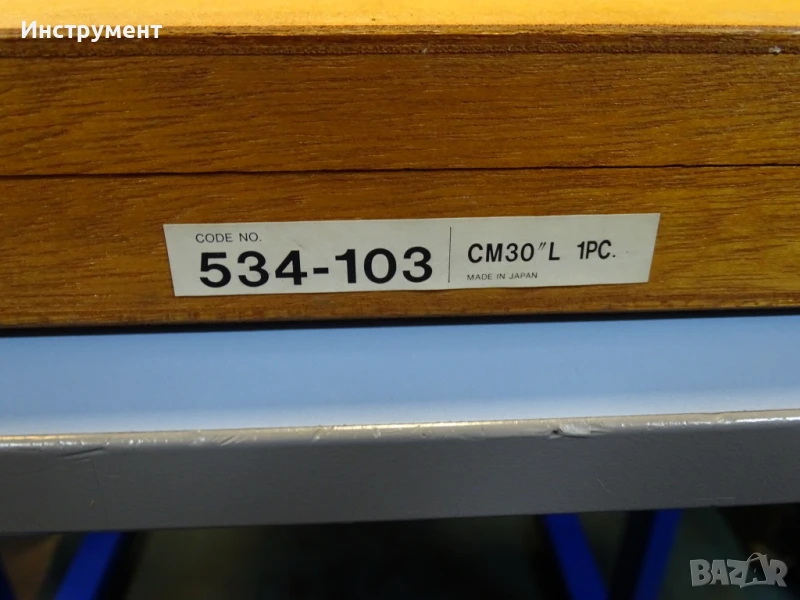 Инструмент
CODE NO.
534-103
CM30″L 1PC.
MADE IN JAPAN
BAZAR